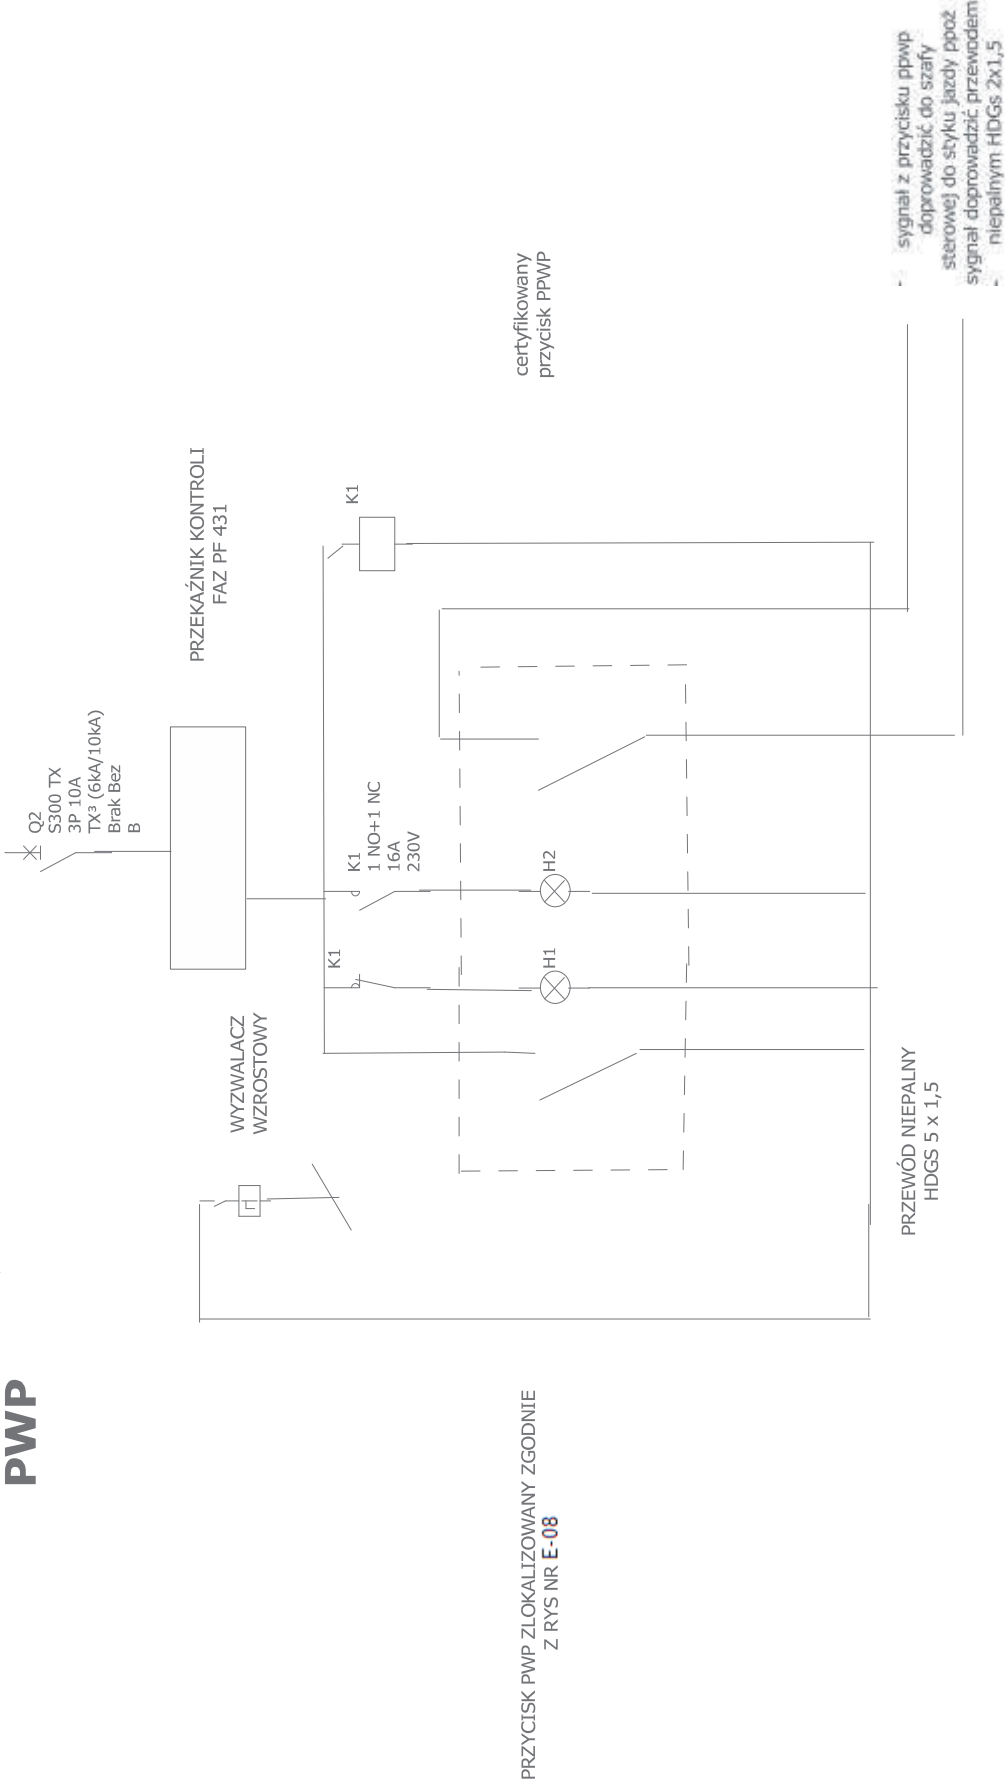 PWP
Q2
S300 TX
3P 10A
TX³ (6kA/10kA)
Brak Bez
B
PRZEKAŹNIK KONTROLI
FAZ PF 431
WYZWALACZ
WZROSTOWY
K1
K1
1 NO+1 NC
16A
230V
K1
H1
H2
certyfikowany
przycisk PPWP
PRZYCISK PWP ZLOKALIZOWANY ZGODNIE
Z RYS NR E-08
PRZEWÓD NIEPALNY
HDGS 5 x 1,5
- sygnał z przycisku ppwp
doprowadzić do szafy
sterowej do styku jazdy ppoż
sygnał doprowadzić przewodem
- niepalnym HDGs 2x1,5